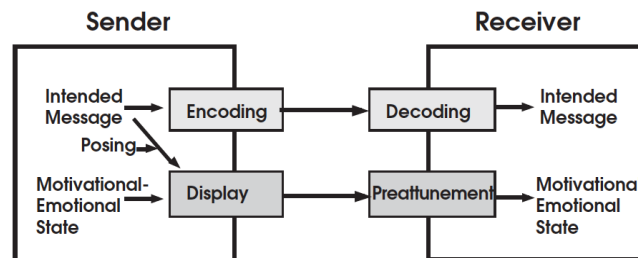 Sender
Receiver
Intended
Message
Encoding
Decoding
Intended
Message
Posing
Motivational-
Emotional
State
Display
Preattunement
Motivationa
Emotional
State